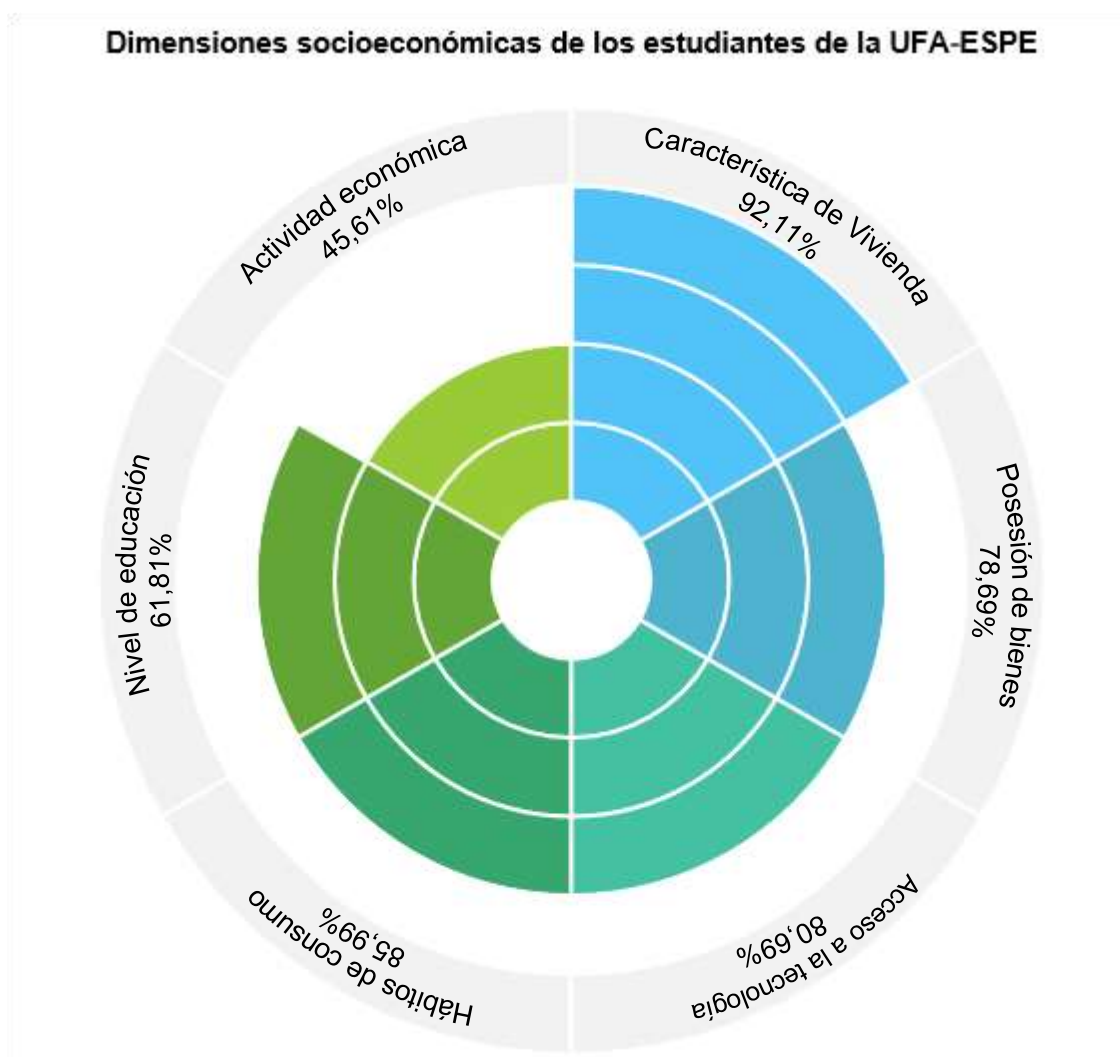 Dimensiones socioeconómicas de los estudiantes de la UFA-ESPE
Característica de Vivienda
92,11%
Posesión de bienes
78,69%
Acceso a la tecnología
80,69%
Hábitos de consumo
85,99%
Nivel de educación
61,81%
Actividad económica
45,61%